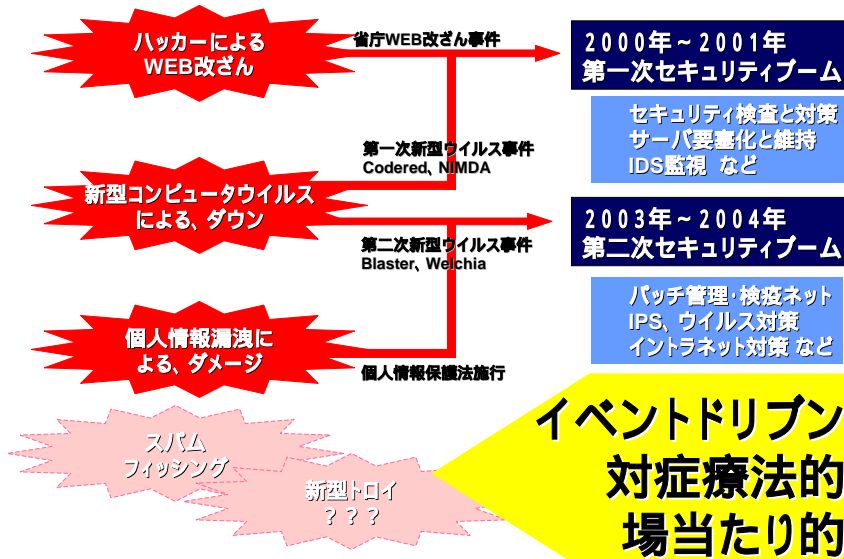 ハッカーによる
WEB改ざん
省庁WEB改ざん事件
2000年～2001年
第一次セキュリティブーム
セキュリティ検査と対策
サーバ要塞化と維持
IDS監視 など
第一次新型ウイルス事件
Codered、NIMDA
新型コンピュータウイルス
による、ダウン
第二次新型ウイルス事件
Blaster、Welchia
2003年～2004年
第二次セキュリティブーム
パッチ管理・検疫ネット
IPS、ウイルス対策
イントラネット対策 など
個人情報漏洩に
よる、ダメージ
個人情報保護法施行
スパム
フィッシング
新型トロイ
？？？
イベントドリブン
対症療法的
場当たり的